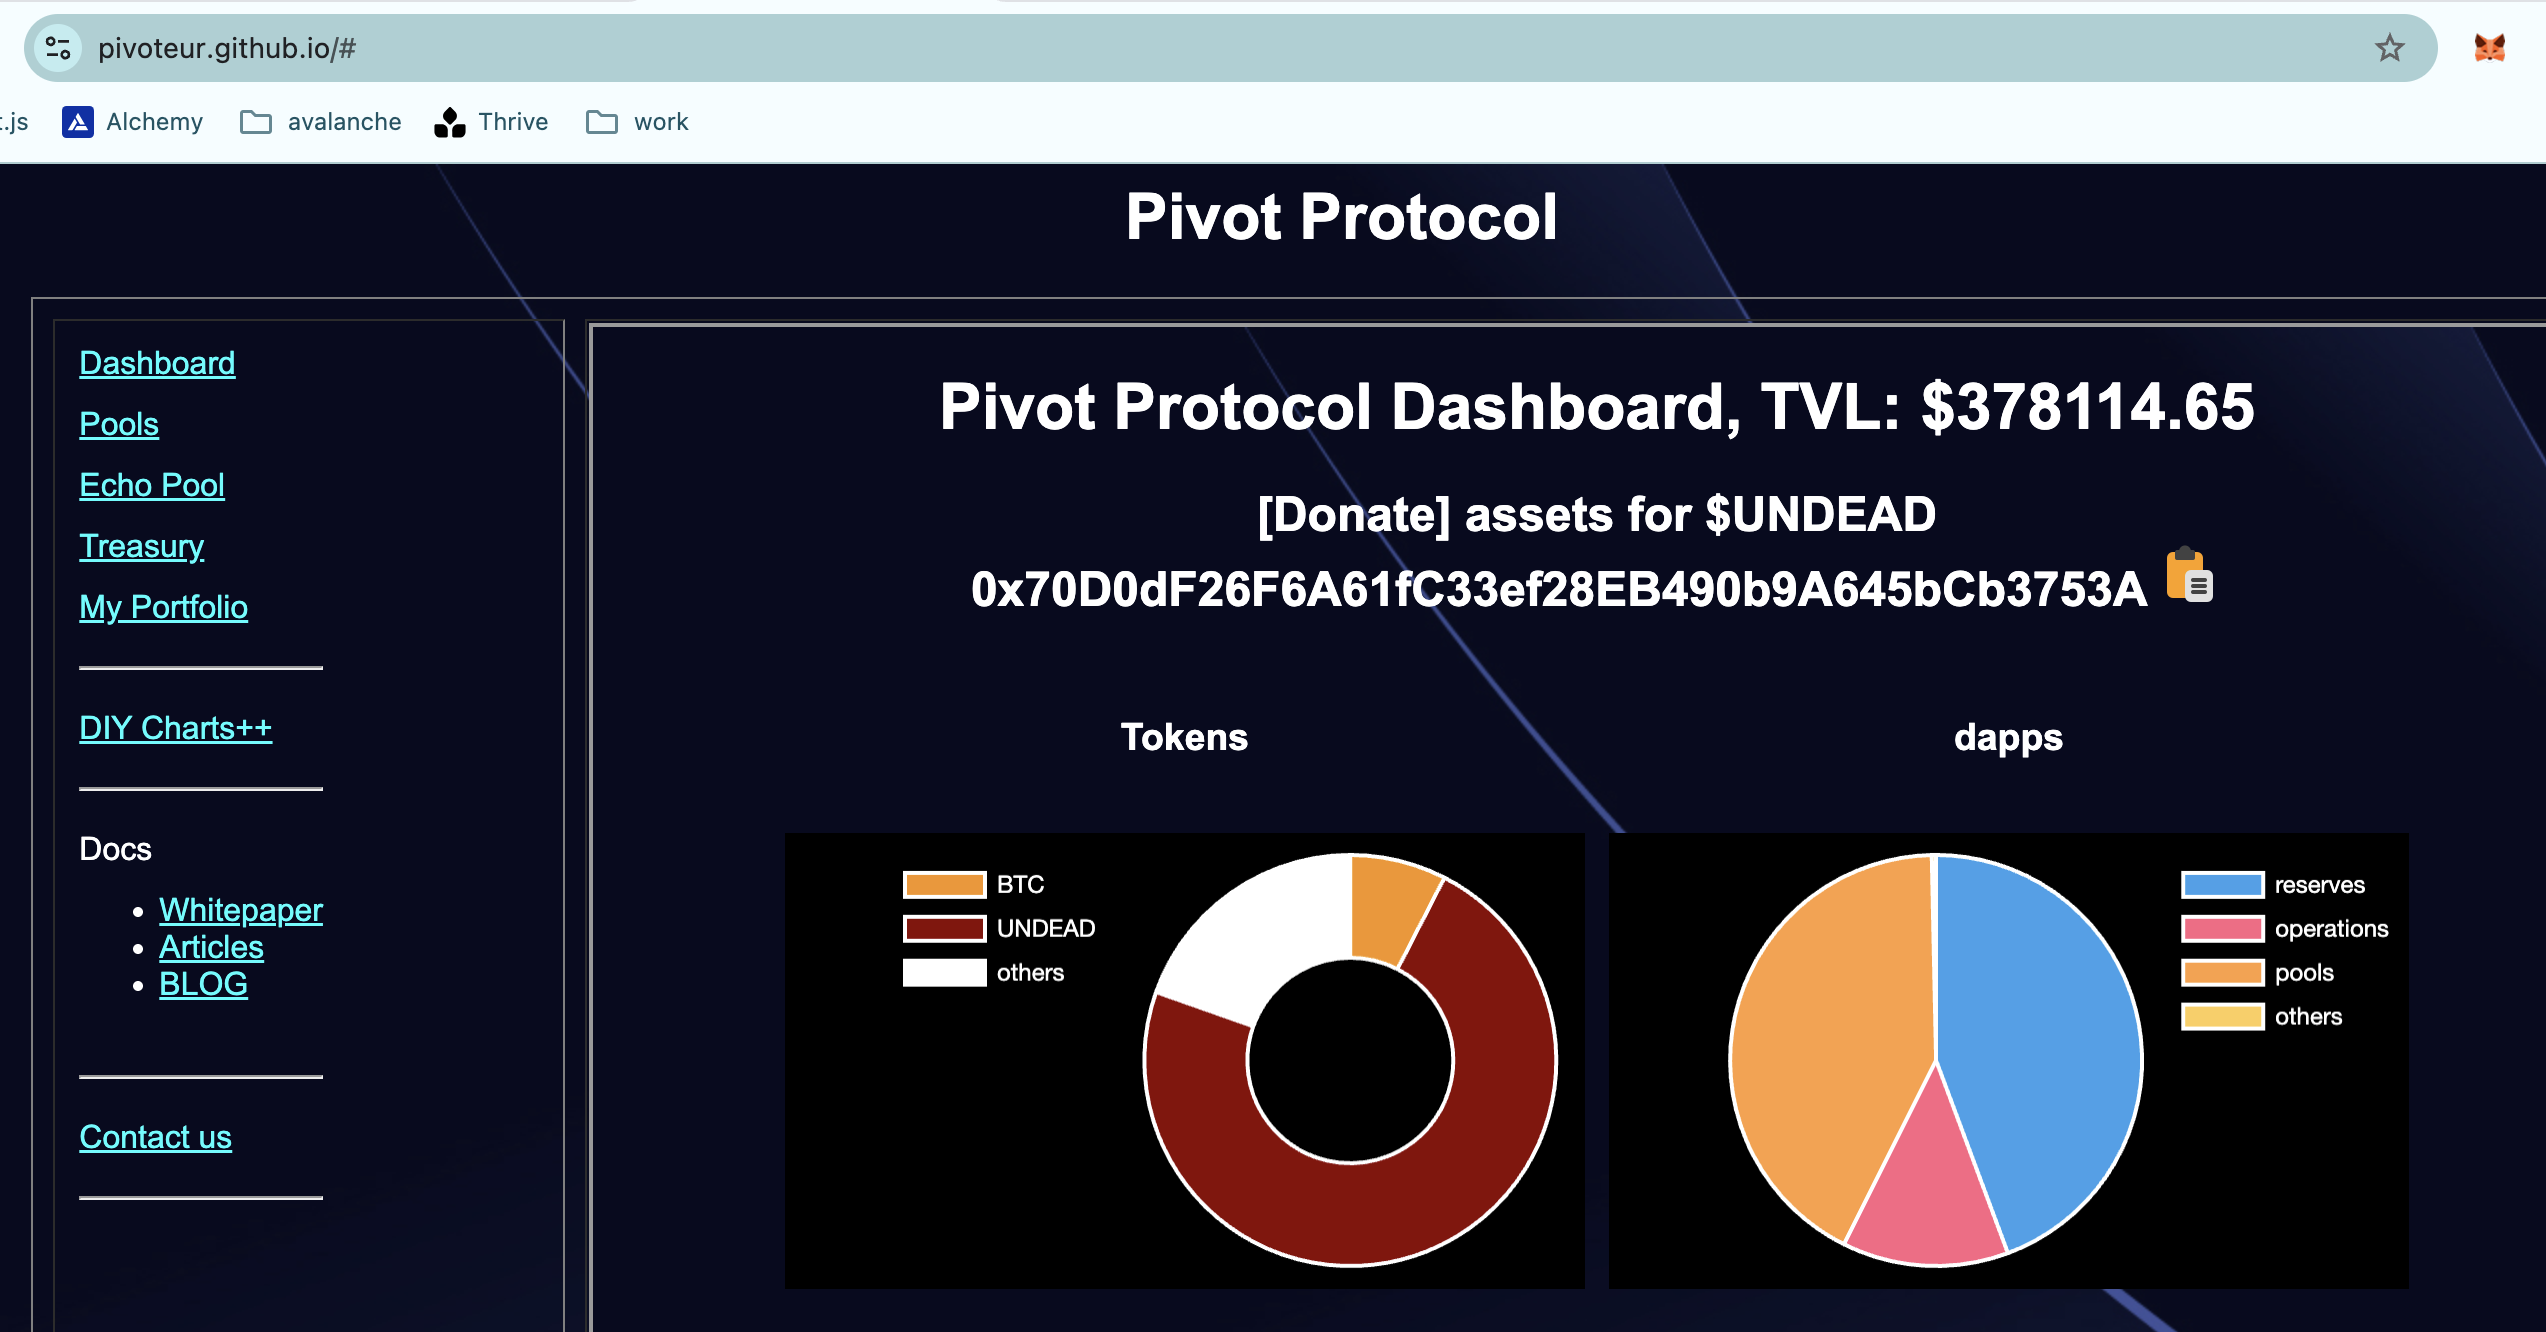 pivoteur.github.io/#
t.js Alchemy avalanche Thrive work
Pivot Protocol
Dashboard
Pools
Echo Pool
Treasury
My Portfolio
DIY Charts++
Docs
Whitepaper
Articles
BLOG
Contact us
Pivot Protocol Dashboard, TVL: $378114.65
[Donate] assets for $UNDEAD
0x70D0dF26F6A61fC33ef28EB490b9A645bCb3753A
Tokens
BTC
UNDEAD
others
dapps
reserves
operations
pools
others